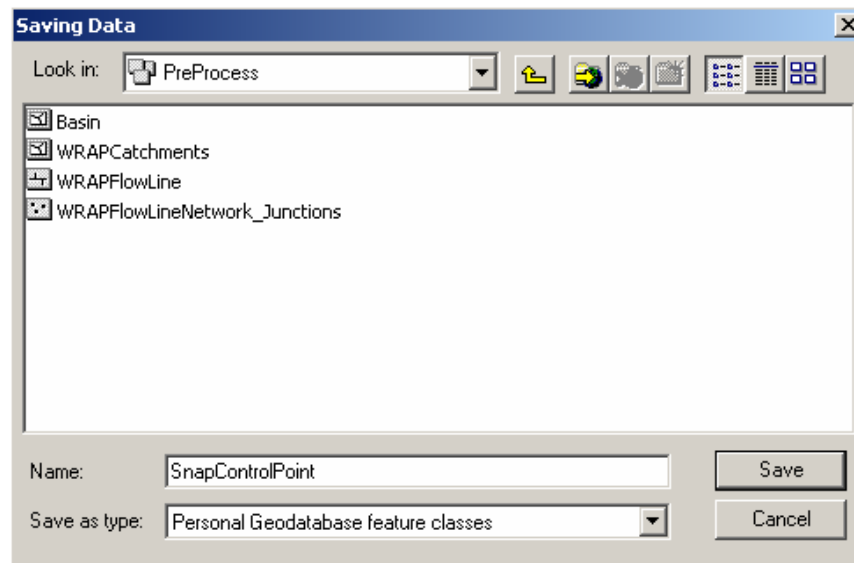 Saving Data
Look in: PreProcess
Basin
WRAPCatchments
WRAPFlowLine
WRAPFlowLineNetwork_Junctions
Name: SnapControlPoint Save
Save as type: Personal Geodatabase feature classes Cancel